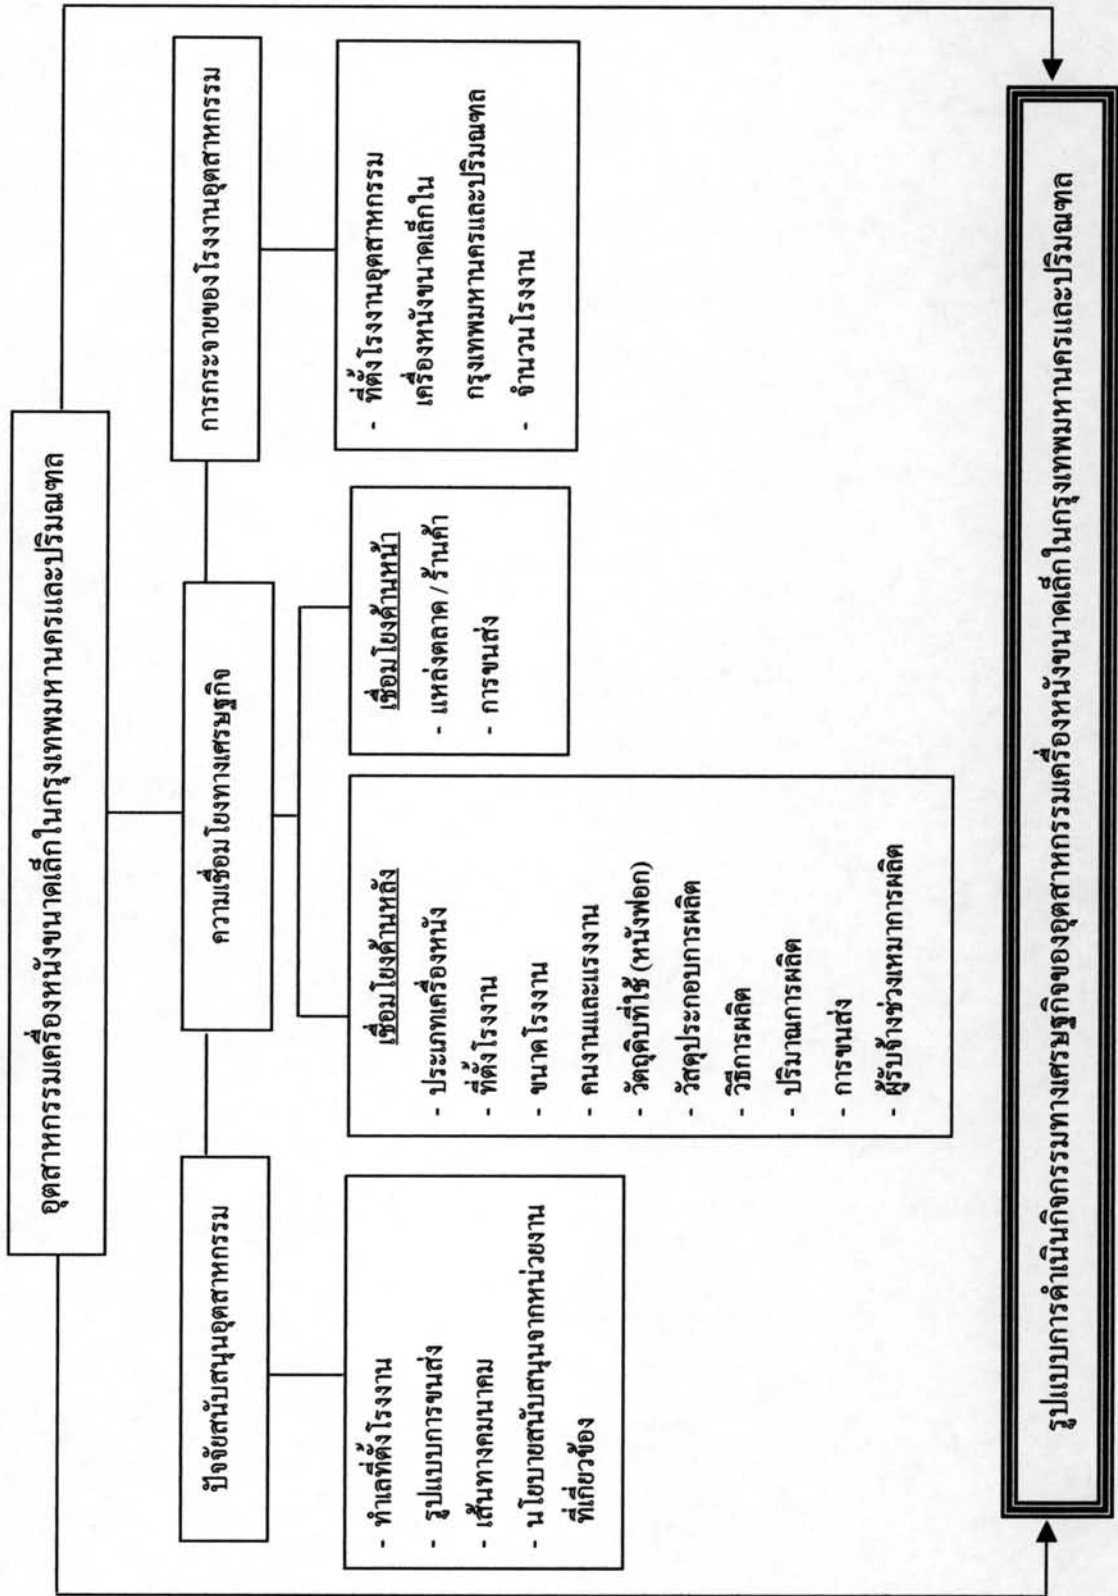 อุตสาหกรรมเครื่องหนังขนาดเล็กในกรุงเทพมหานครและปริมณฑล
ปัจจัยสนับสนุนอุตสาหกรรม
ความเชื่อมโยงทางเศรษฐกิจ
การกระจายของโรงงานอุตสาหกรรม
- ทำเลที่ตั้งโรงงาน
- รูปแบบการขนส่ง
- เส้นทางคมนาคม
- นโยบายสนับสนุนจากหน่วยงาน
ที่เกี่ยวข้อง
เชื่อมโยงด้านหลัง
- ประเภทเครื่องหนัง
- ที่ตั้งโรงงาน
- ขนาดโรงงาน
- คนงานและแรงงาน
- วัตถุดิบที่ใช้ (หนังฟอก)
- วัสดุประกอบการผลิต
- วิธีการผลิต
- ปริมาณการผลิต
- การขนส่ง
- ผู้รับจ้างช่วงเหมาการผลิต
เชื่อมโยงด้านหน้า
- แหล่งตลาด / ร้านค้า
- การขนส่ง
- ที่ตั้งโรงงานอุตสาหกรรม
เครื่องหนังขนาดเล็กใน
กรุงเทพมหานครและปริมณฑล
- จำนวนโรงงาน
รูปแบบการดำเนินกิจกรรมทางเศรษฐกิจของอุตสาหกรรมเครื่องหนังขนาดเล็กในกรุงเทพมหานครและปริมณฑล